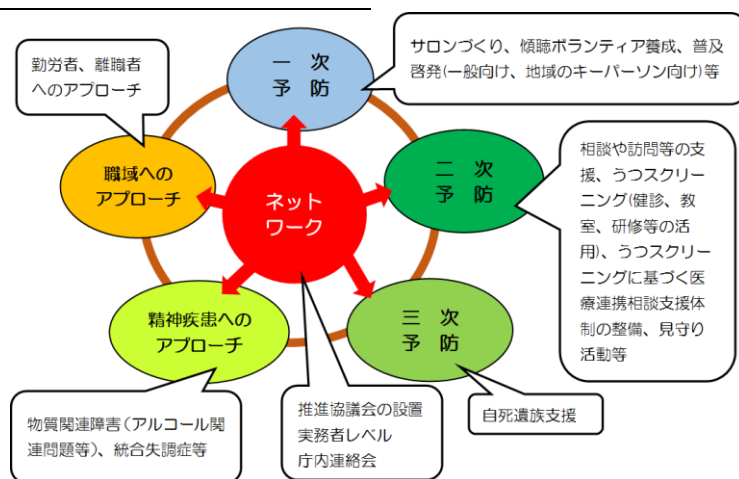 勤労者、離職者
へのアプローチ
一　次
予　防
サロンづくり、傾聴ボランティア養成、普及
啓発(一般向け、地域のキーパーソン向け)等
職域への
アプローチ
ネット
ワーク
二　次
予　防
相談や訪問等の支
援、うつスクリー
ニング(健診、教
室、研修等の活
用)、うつスクリー
ニングに基づく医
療連携相談支援体
制の整備、見守り
活動等
精神疾患への
アプローチ
三　次
予　防
物質関連障害(アルコール関
連問題等)、統合失調症等
推進協議会の設置
実務者レベル
庁内連絡会
自死遺族支援